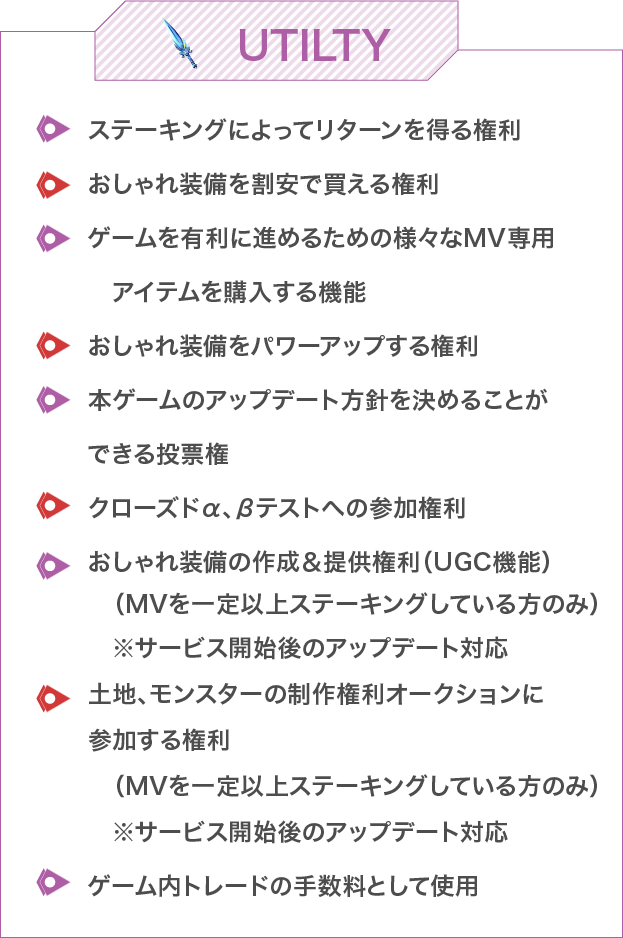 UTILTY
ステーキングによってリターンを得る権利
おしゃれ装備を割安で買える権利
ゲームを有利に進めるための様々なMV専用
アイテムを購入する機能
おしゃれ装備をパワーアップする権利
本ゲームのアップデート方針を決めることが
できる投票権
クローズドα、βテストへの参加権利
おしゃれ装備の作成&提供権利(UGC機能)
(MVを一定以上ステーキングしている方のみ)
※サービス開始後のアップデート対応
土地、モンスターの制作権利オークションに
参加する権利
(MVを一定以上ステーキングしている方のみ)
※サービス開始後のアップデート対応
ゲーム内トレードの手数料として使用